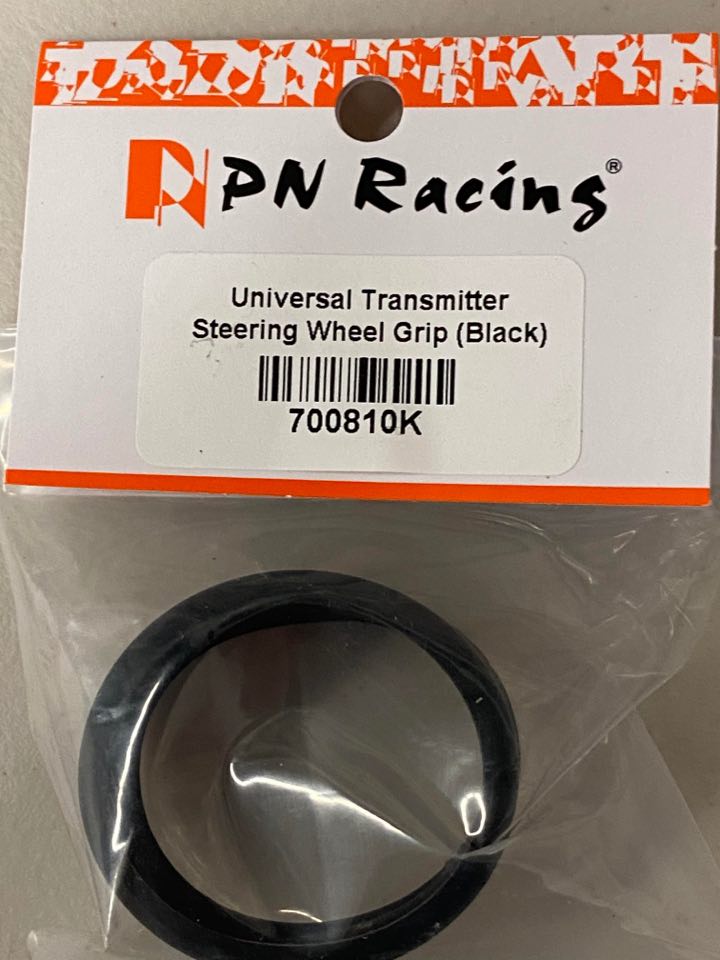 PN Racing®
Universal Transmitter
Steering Wheel Grip (Black)
700810K